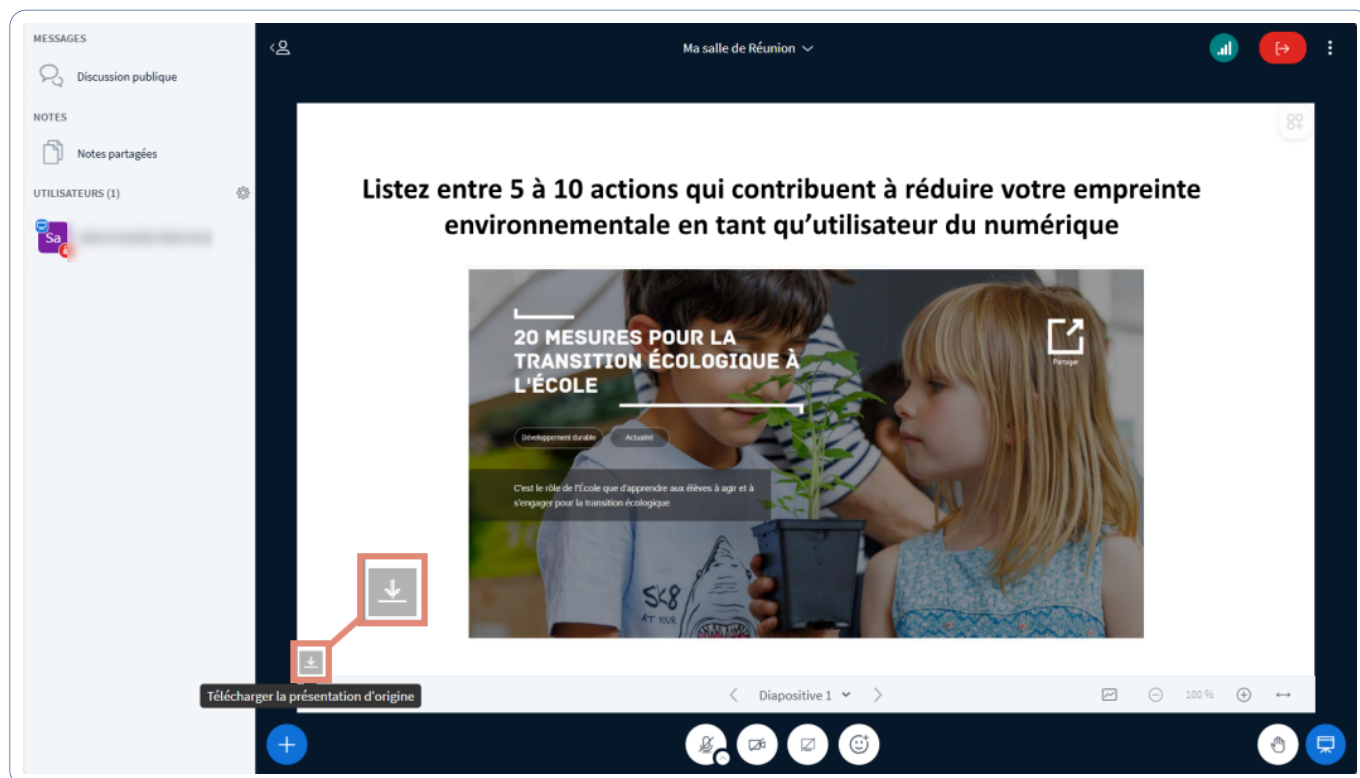 MESSAGES
Discussion publique
NOTES
Notes partagées
UTILISATEURS (1)
Sa
Ma salle de Réunion
Listez entre 5 à 10 actions qui contribuent à réduire votre empreinte
environnementale en tant qu’utilisateur du numérique
20 MESURES POUR LA
TRANSITION ÉCOLOGIQUE À
L'ÉCOLE
Partager
Développement durable
Actualité
C'est le rôle de l'École que d'apprendre aux élèves à agir et à
s'engager pour la transition écologique
SK8
AT YOUR
Télécharger la présentation d'origine
Diapositive 1
100 %